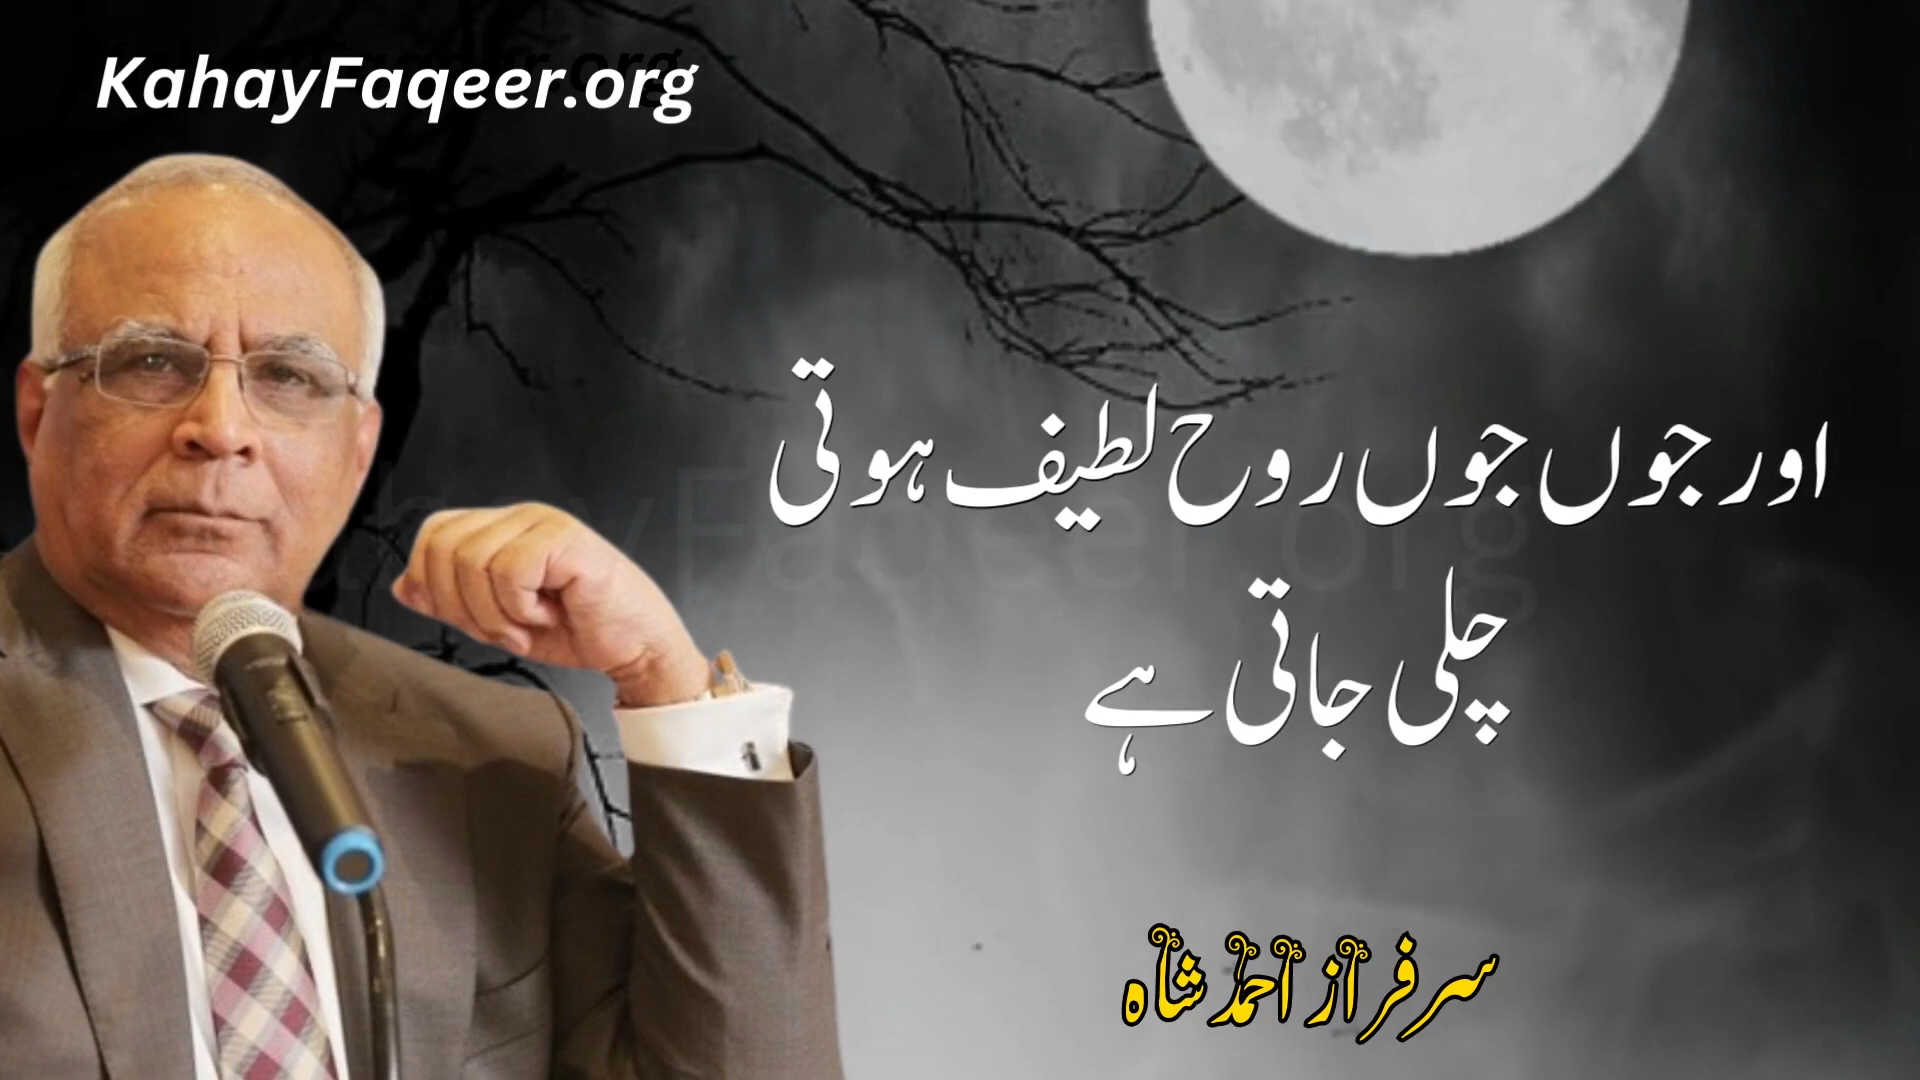 KahayFaqeer.org
اور جوں جوں روح لطیف ہوتی
چلی جاتی ہے
سرفراز احمد شاہ